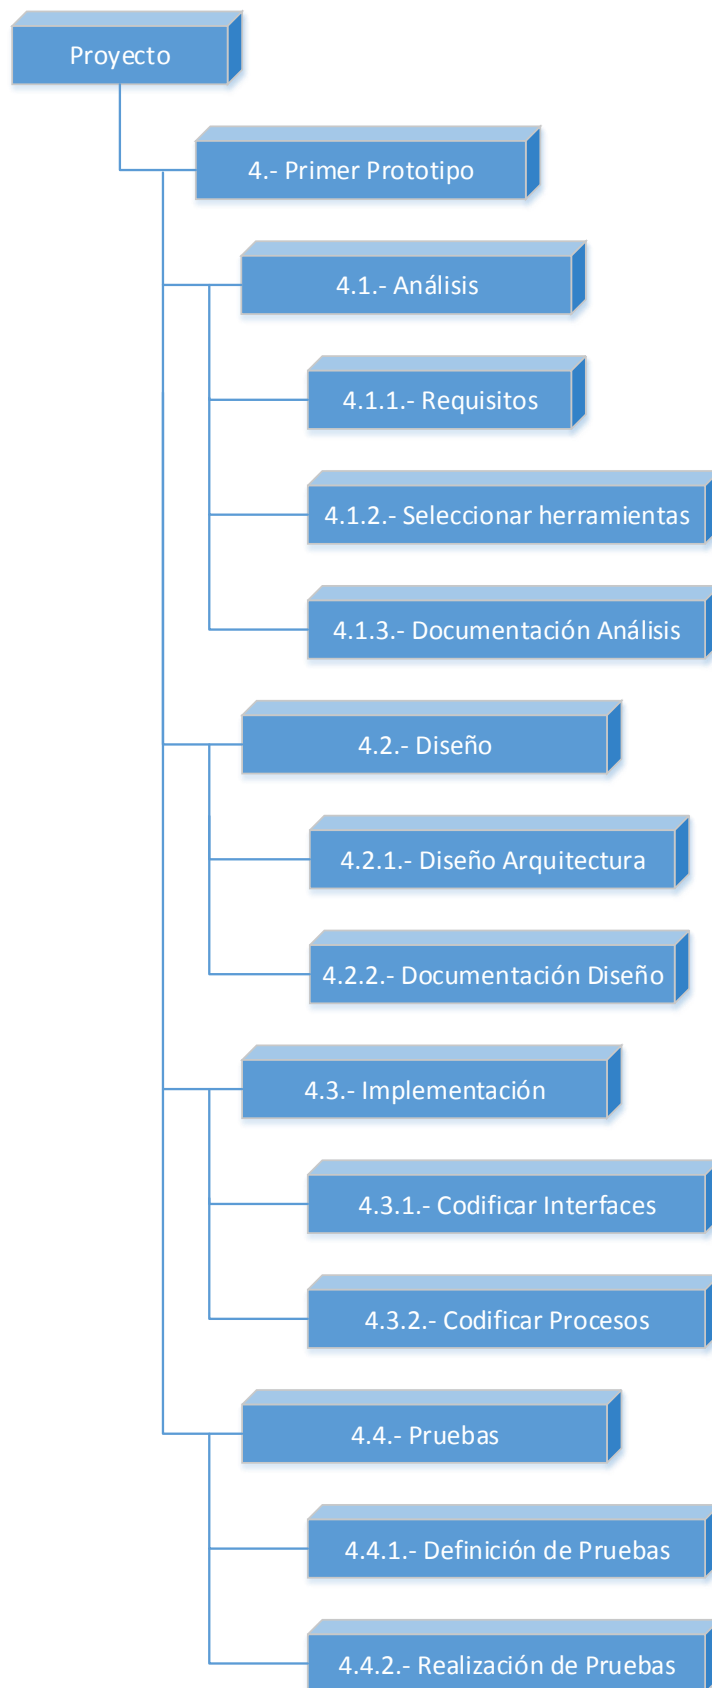 Proyecto
4.- Primer Prototipo
4.1.- Análisis
4.1.1.- Requisitos
4.1.2.- Seleccionar herramientas
4.1.3.- Documentación Análisis
4.2.- Diseño
4.2.1.- Diseño Arquitectura
4.2.2.- Documentación Diseño
4.3.- Implementación
4.3.1.- Codificar Interfaces
4.3.2.- Codificar Procesos
4.4.- Pruebas
4.4.1.- Definición de Pruebas
4.4.2.- Realización de Pruebas